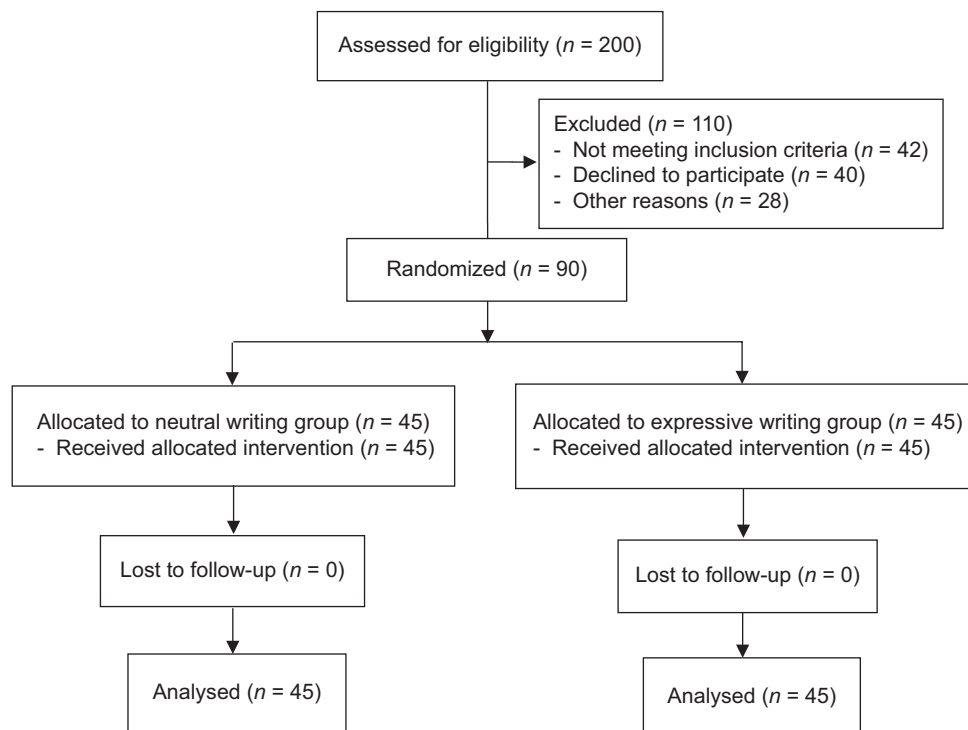 Assessed for eligibility (n = 200)
Excluded (n = 110)
- Not meeting inclusion criteria (n = 42)
- Declined to participate (n = 40)
- Other reasons (n = 28)
Randomized (n = 90)
Allocated to neutral writing group (n = 45)
- Received allocated intervention (n = 45)
Allocated to expressive writing group (n = 45)
- Received allocated intervention (n = 45)
Lost to follow-up (n = 0)
Lost to follow-up (n = 0)
Analysed (n = 45)
Analysed (n = 45)